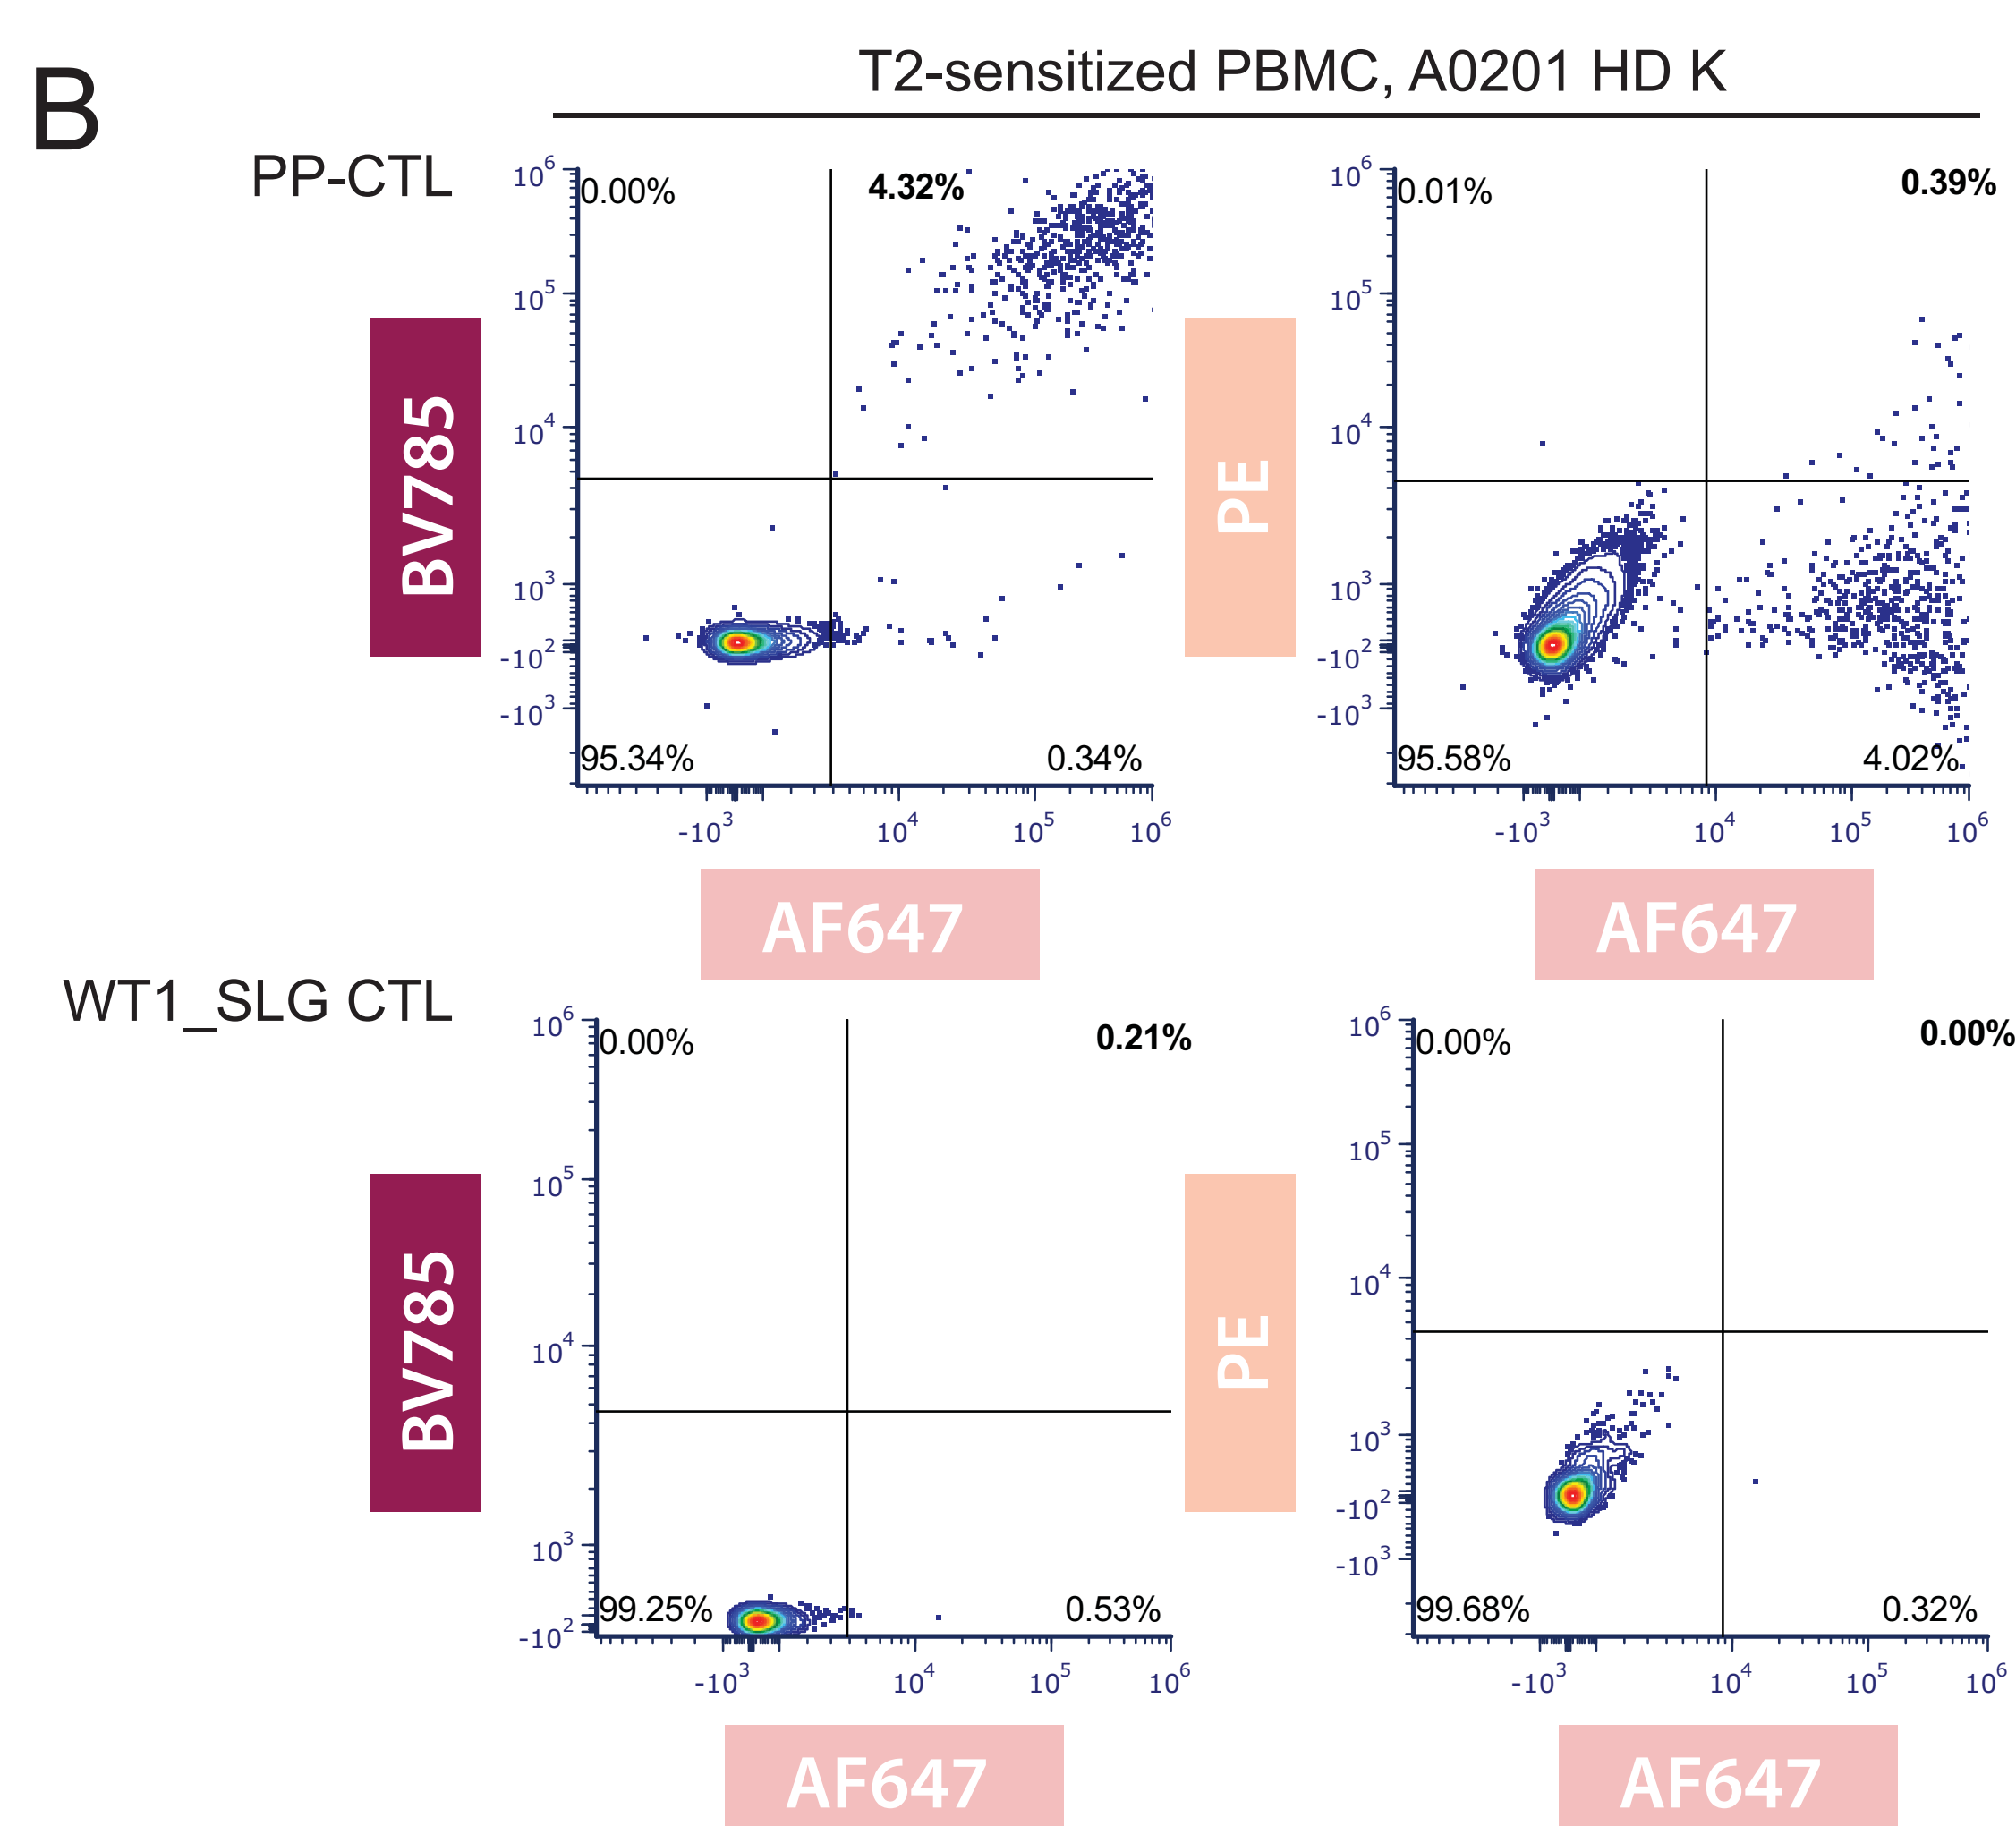 B
T2-sensitized PBMC, A0201 HD K
PP-CTL
BV785
10^6
10^5
10^4
10^3
-10^2
-10^3
0.00%
4.32%
95.34%
0.34%
-10^3 10^4 10^5 10^6
AF647
PE
10^6
10^5
10^4
10^3
-10^2
-10^3
0.01%
0.39%
95.58%
4.02%
-10^3 10^4 10^5 10^6
AF647
WT1_SLG CTL
BV785
10^6
10^5
10^4
10^3
-10^2
0.00%
0.21%
99.25%
0.53%
-10^3 10^4 10^5 10^6
AF647
PE
10^6
10^5
10^4
10^3
-10^2
-10^3
0.00%
0.00%
99.68%
0.32%
-10^3 10^4 10^5 10^6
AF647